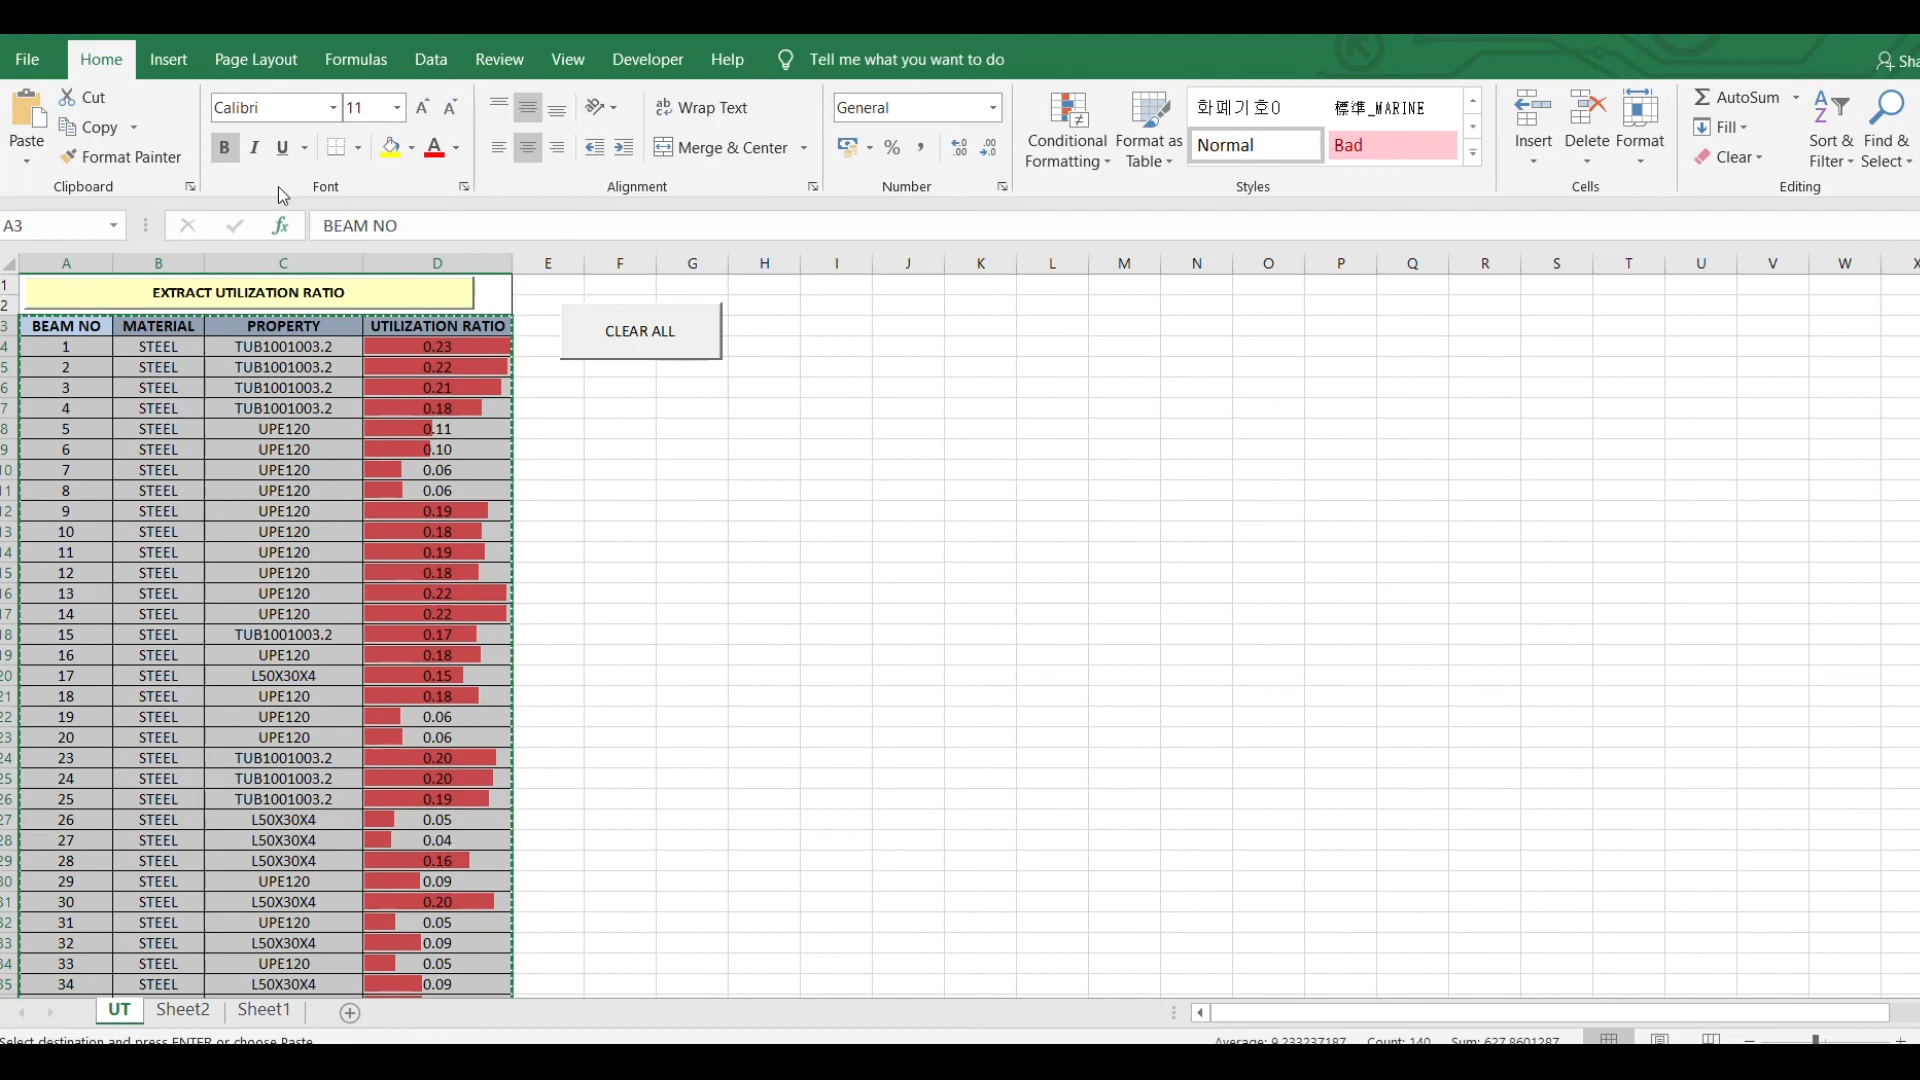 File Home Insert Page Layout Formulas Data Review View Developer Help Tell me what you want to do Sha
Paste Cut Copy Format Painter Clipboard
Calibri 11 B I U Font
Wrap Text Merge & Center Alignment
General % Number
Conditional Formatting Format as Table 화폐기호0 標準_MARINE Normal Bad Styles
Insert Delete Format Cells
AutoSum Fill Clear Sort & Filter Find & Select Editing
A3 fx BEAM NO
A B C D E F G H I J K L M N O P Q R S T U V W X
1 EXTRACT UTILIZATION RATIO
2 CLEAR ALL
3 BEAM NO MATERIAL PROPERTY UTILIZATION RATIO
4 1 STEEL TUB1001003.2 0.23
5 2 STEEL TUB1001003.2 0.22
6 3 STEEL TUB1001003.2 0.21
7 4 STEEL TUB1001003.2 0.18
8 5 STEEL UPE120 0.11
9 6 STEEL UPE120 0.10
10 7 STEEL UPE120 0.06
11 8 STEEL UPE120 0.06
12 9 STEEL UPE120 0.19
13 10 STEEL UPE120 0.18
14 11 STEEL UPE120 0.19
15 12 STEEL UPE120 0.18
16 13 STEEL UPE120 0.22
17 14 STEEL UPE120 0.22
18 15 STEEL TUB1001003.2 0.17
19 16 STEEL UPE120 0.18
20 17 STEEL L50X30X4 0.15
21 18 STEEL UPE120 0.18
22 19 STEEL UPE120 0.06
23 20 STEEL UPE120 0.06
24 23 STEEL TUB1001003.2 0.20
25 24 STEEL TUB1001003.2 0.20
26 25 STEEL TUB1001003.2 0.19
27 26 STEEL L50X30X4 0.05
28 27 STEEL L50X30X4 0.04
29 28 STEEL L50X30X4 0.16
30 29 STEEL UPE120 0.09
31 30 STEEL L50X30X4 0.20
32 31 STEEL UPE120 0.05
33 32 STEEL L50X30X4 0.09
34 33 STEEL UPE120 0.05
35 34 STEEL L50X30X4 0.09
UT Sheet2 Sheet1
Select destination and press ENTER or choose Paste Average: 9.233237187 Count: 140 Sum: 627.8601287